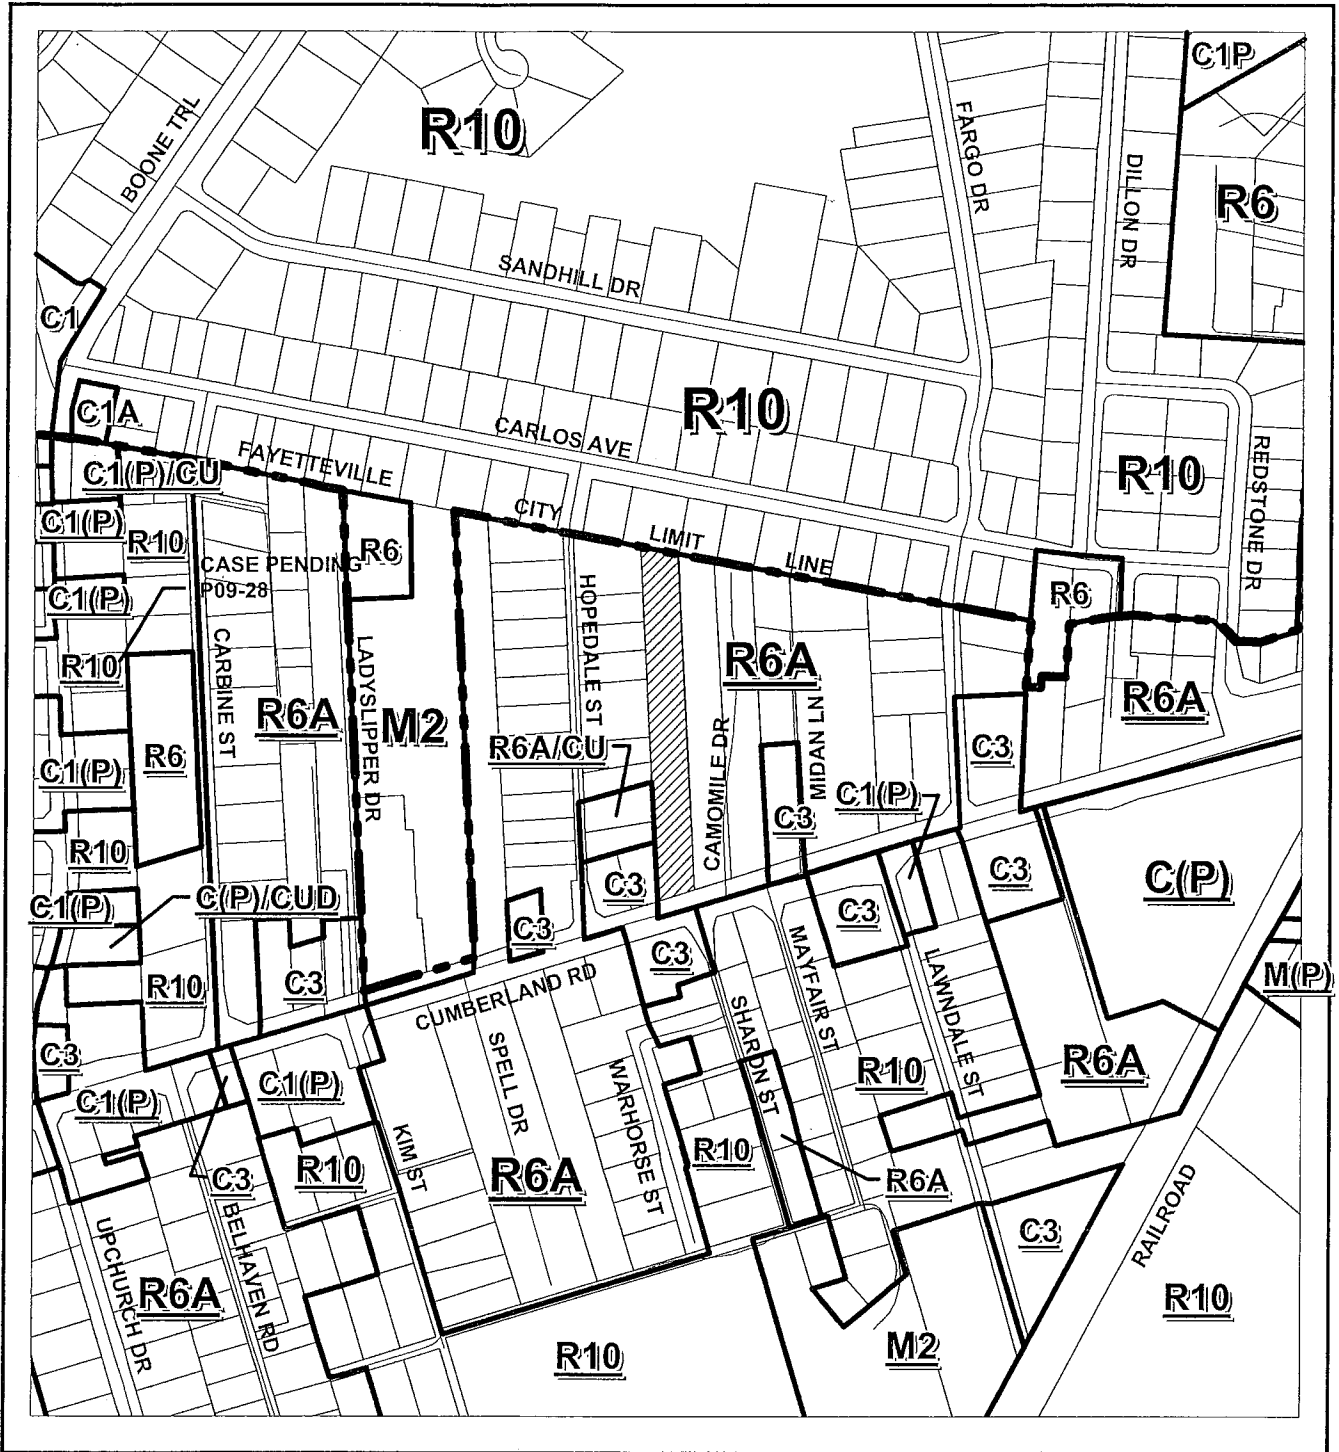 C1P
R10
BOONE TRL
FARGO DR
DILLON DR
R6
SANDHILL DR
C1
C1A
R10
CARLOS AVE
FAYETTEVILLE
CITY
LIMIT
LINE
R10
REDSTONE DR
C1(P)/CU
C1(P)
R10
R6
CASE PENDING
P09-28
C1(P)
R6
R10
CARBINE ST
LADYSLIPPER DR
HOPEDALE ST
R6A
R6A
M2
R6A
MIDAN LN
CAMOMILE DR
R6A/CU
C3
R6
C1(P)
C1(P)
C3
R10
C3
C3
C(P)
C1(P)
C(P)/CUD
C3
C3
C3
C3
M(P)
R10
CUMBERLAND RD
MAYFAIR ST
LAWNDALE ST
SHARON ST
C3
C1(P)
C1(P)
SPELL DR
WARHORSE ST
R10
R6A
KIM ST
R10
R6A
R10
C3
R6A
UPCHURCH DR
BELHAVEN RD
R6A
C3
RAILROAD
R10
R10
M2